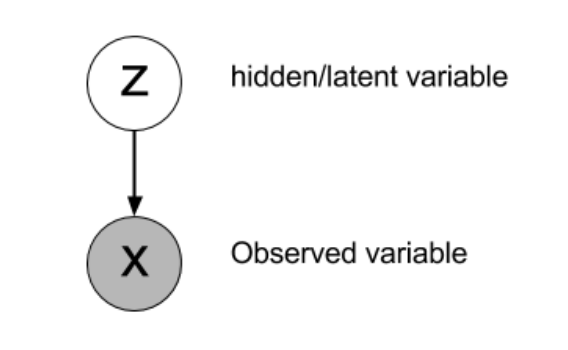 z
hidden/latent variable
x
Observed variable